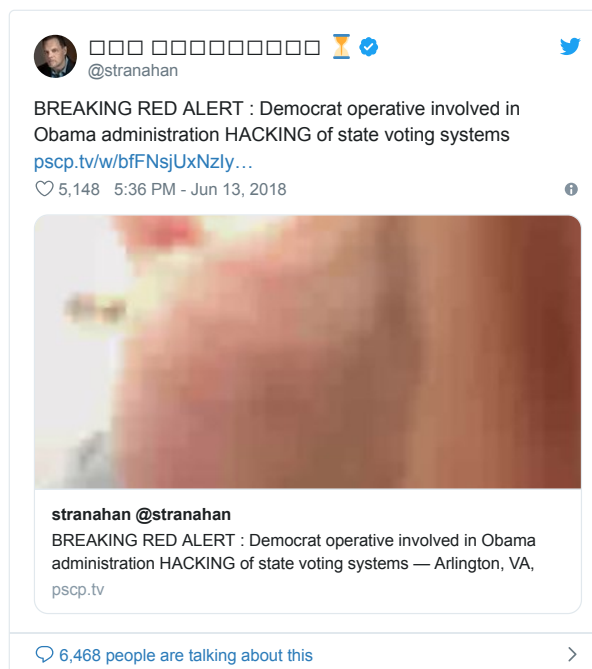 @stranahan
BREAKING RED ALERT : Democrat operative involved in
Obama administration HACKING of state voting systems
pscp.tv/w/bfFNsjUxNzIy…
5,148 5:36 PM - Jun 13, 2018
stranahan @stranahan
BREAKING RED ALERT : Democrat operative involved in Obama
administration HACKING of state voting systems — Arlington, VA,
pscp.tv
6,468 people are talking about this